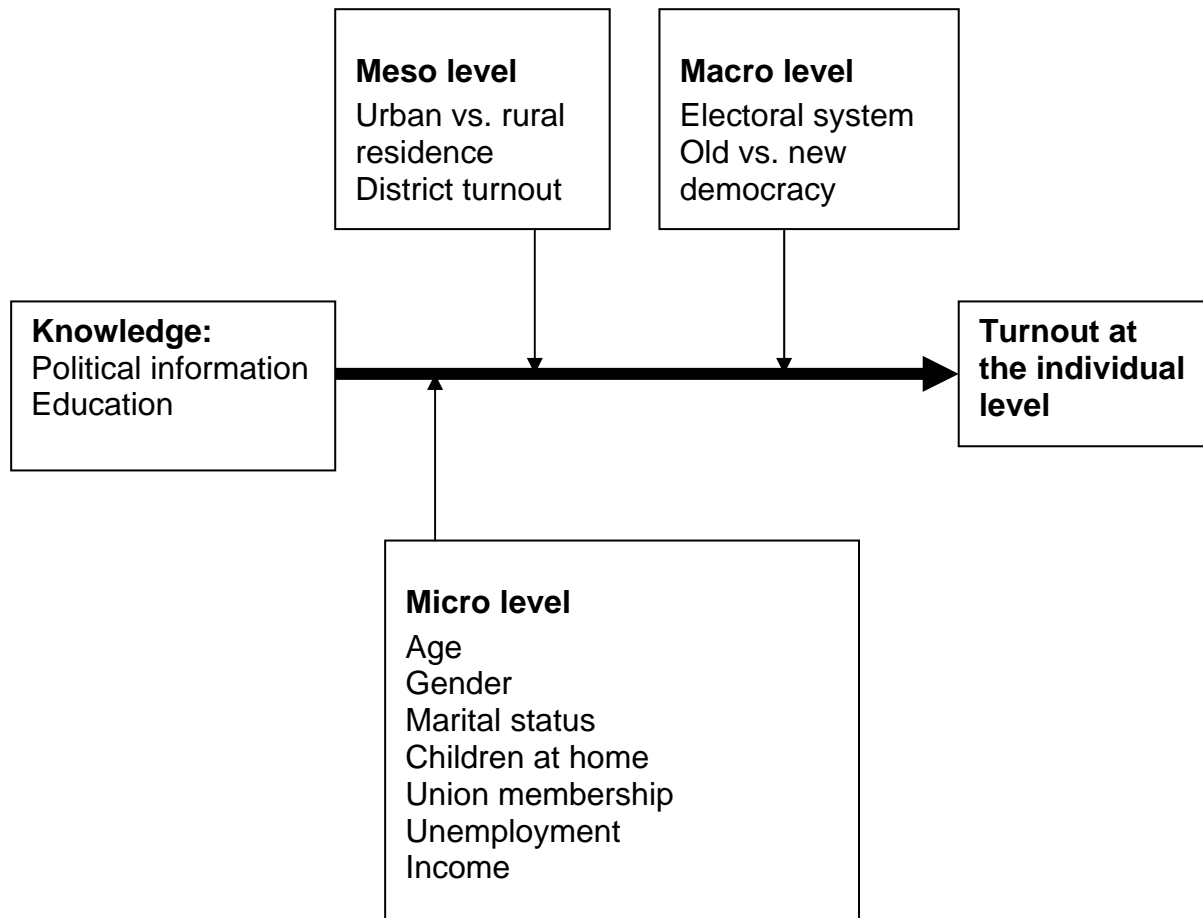 Meso level
Urban vs. rural
residence
District turnout
Macro level
Electoral system
Old vs. new
democracy
Knowledge:
Political information
Education
Turnout at
the individual
level
Micro level
Age
Gender
Marital status
Children at home
Union membership
Unemployment
Income